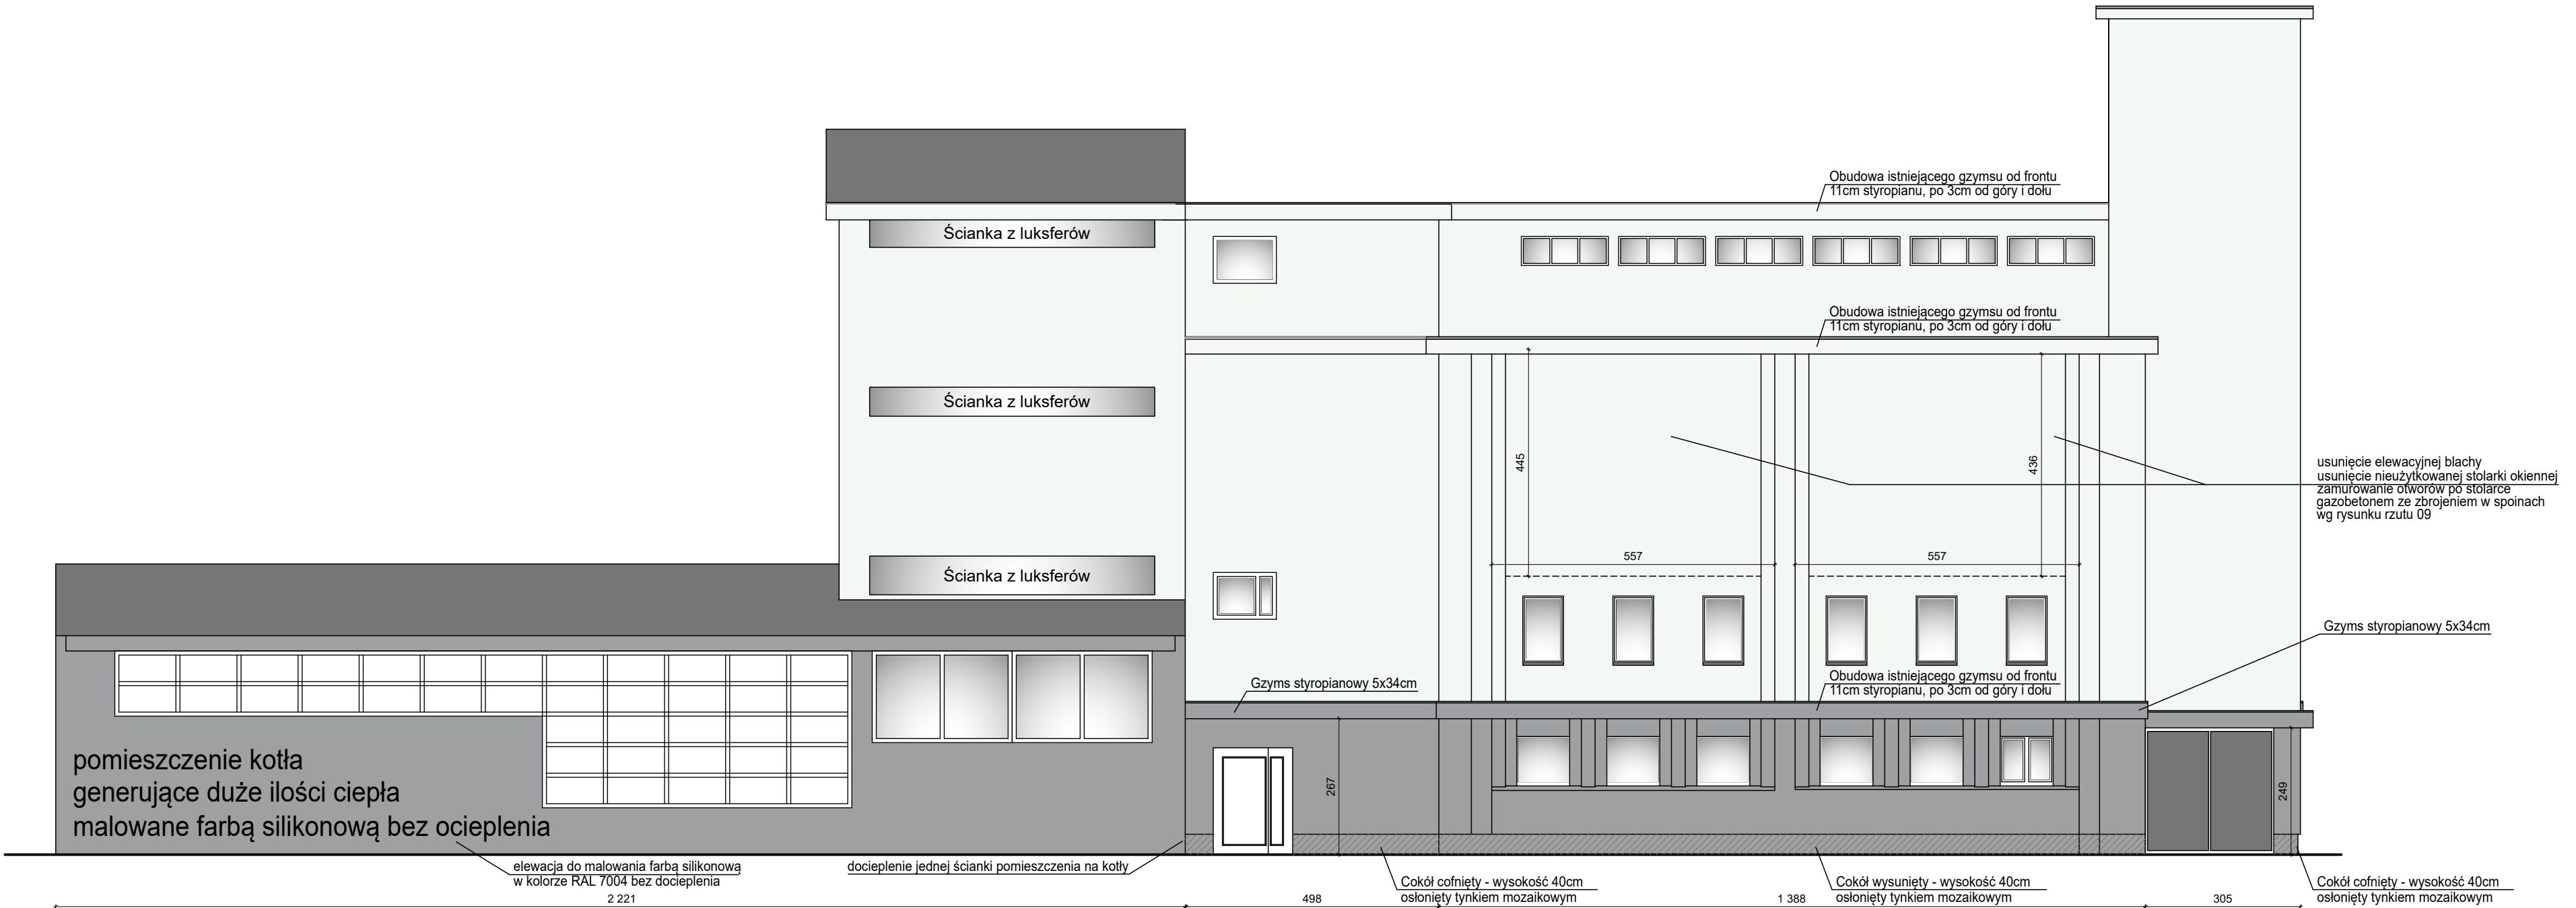 Obudowa istniejącego gzymsu od frontu
11cm styropianu, po 3cm od góry i dołu
Ścianka z luksferów
Obudowa istniejącego gzymsu od frontu
11cm styropianu, po 3cm od góry i dołu
Ścianka z luksferów
445
436
usunięcie elewacyjnej blachy
usunięcie nieużytkowanej stolarki okiennej
zamurowanie otworów po stolarce
gazobetonem ze zbrojeniem w spoinach
wg rysunku rzutu 09
557
557
Ścianka z luksferów
Gzyms styropianowy 5x34cm
Obudowa istniejącego gzymsu od frontu
11cm styropianu, po 3cm od góry i dołu
Gzyms styropianowy 5x34cm
pomieszczenie kotła
generujące duże ilości ciepła
malowane farbą silikonową bez ocieplenia
267
249
elewacja do malowania farbą silikonową
w kolorze RAL 7004 bez docieplenia
docieplenie jednej ścianki pomieszczenia na kotły
Cokół cofnięty - wysokość 40cm
osłonięty tynkiem mozaikowym
Cokół wysunięty - wysokość 40cm
osłonięty tynkiem mozaikowym
Cokół cofnięty - wysokość 40cm
osłonięty tynkiem mozaikowym
2 221
498
1 388
305